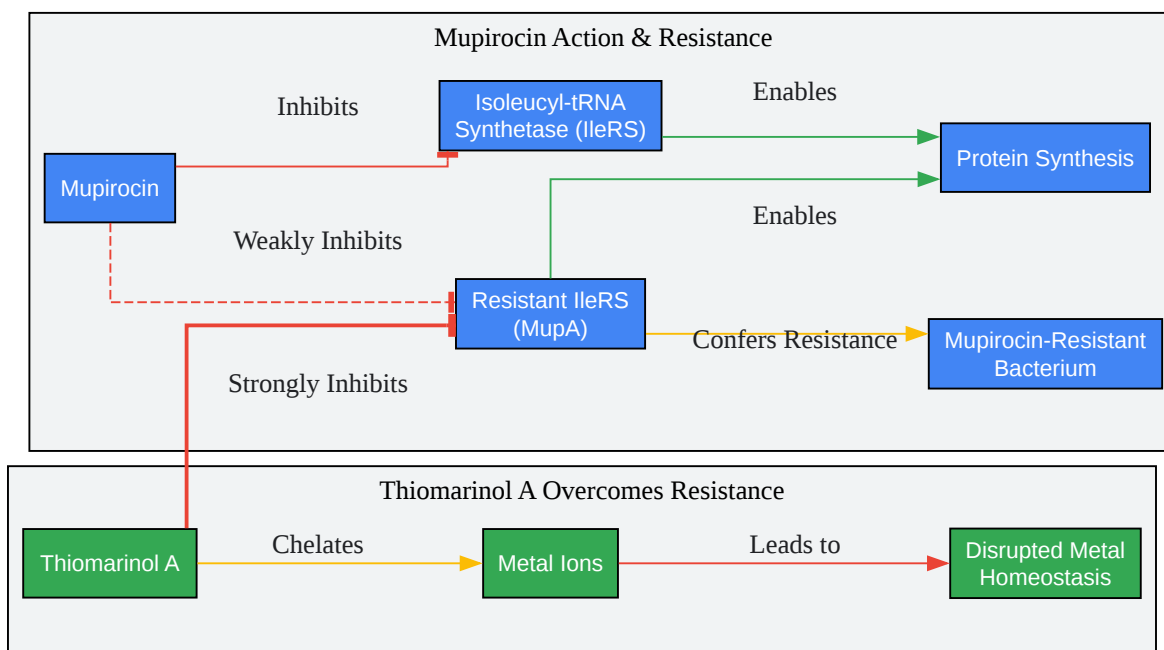 Mupirocin Action & Resistance
Inhibits
Isoleucyl-tRNA
Synthetase (IleRS)
Enables
Protein Synthesis
Mupirocin
Weakly Inhibits
Enables
Resistant IleRS
(MupA)
Confers Resistance
Mupirocin-Resistant
Bacterium
Strongly Inhibits
Thiomarinol A Overcomes Resistance
Thiomarinol A
Chelates
Metal Ions
Leads to
Disrupted Metal
Homeostasis